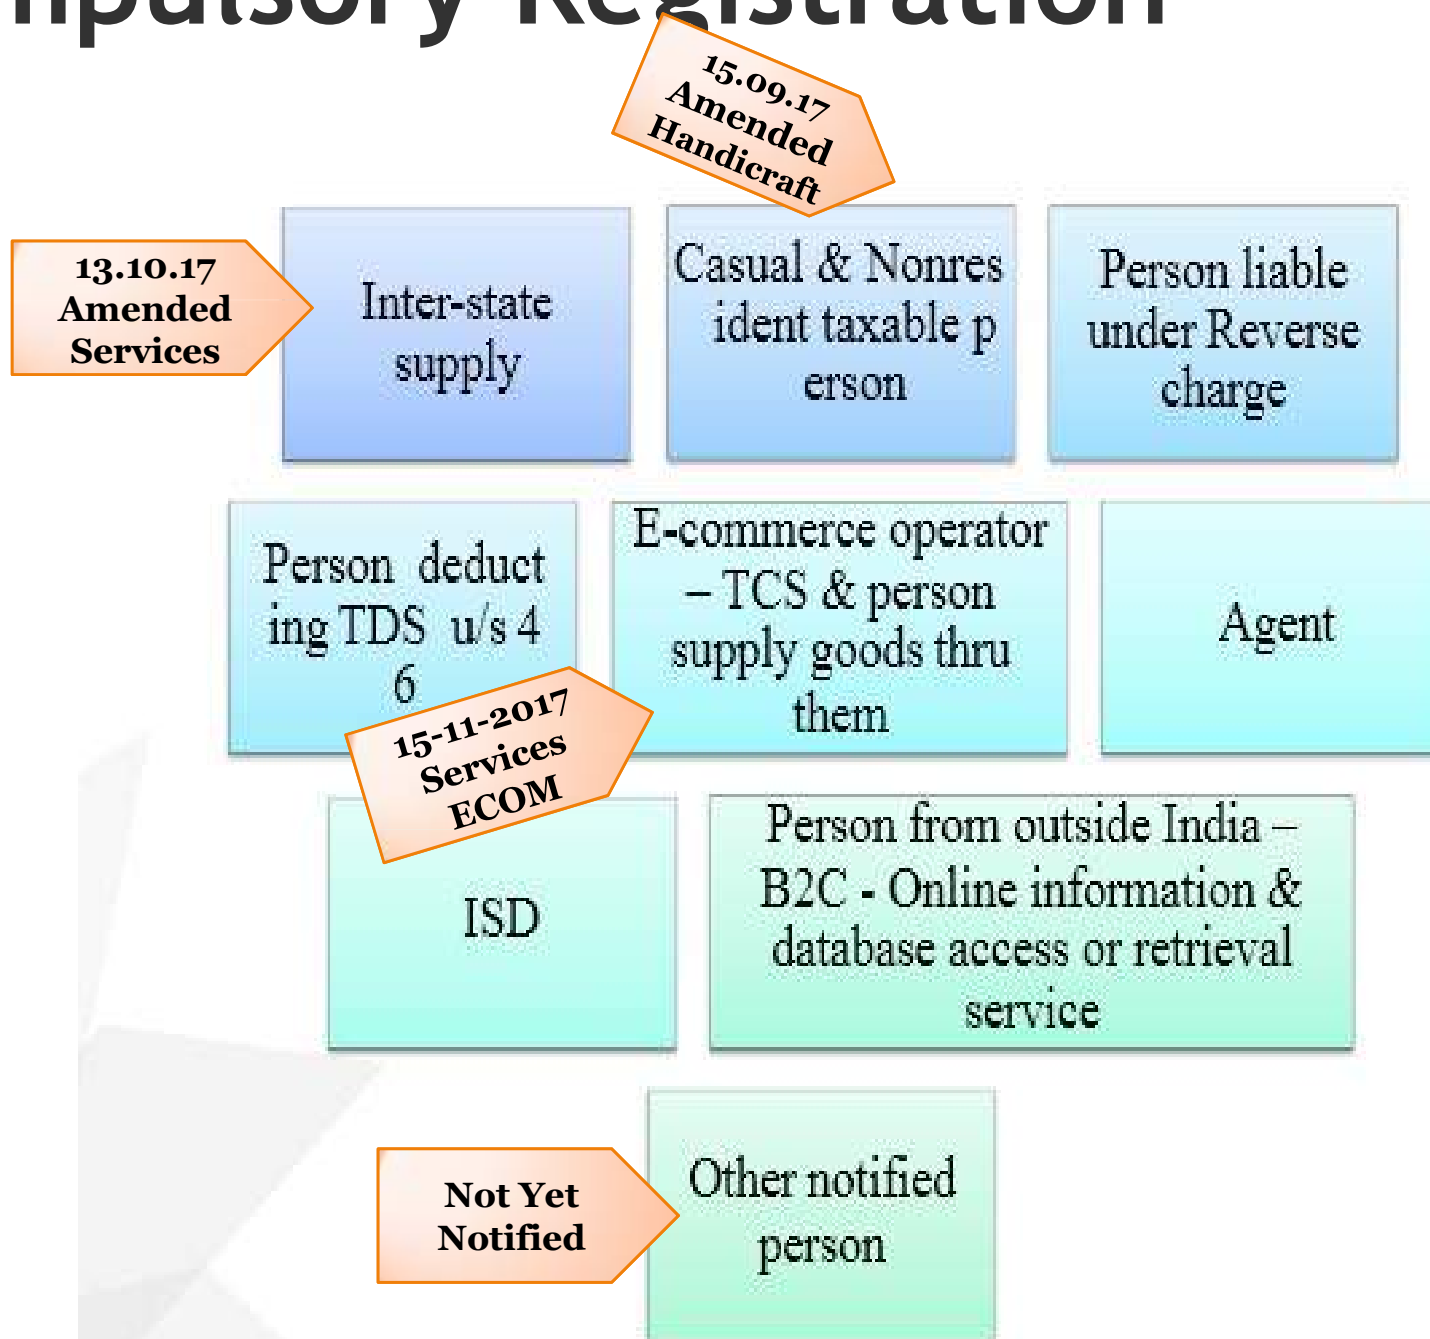 mpulsory Registration
15.09.17
Amended
Handicraft
13.10.17
Amended
Services
Inter-state
supply
Casual & Nonres
ident taxable p
erson
Person liable
under Reverse
charge
Person deduct
ing TDS u/s 4
6
E-commerce operator
– TCS & person
supply goods thru
them
Agent
15-11-2017
Services
ECOM
ISD
Person from outside India –
B2C - Online information &
database access or retrieval
service
Not Yet
Notified
Other notified
person